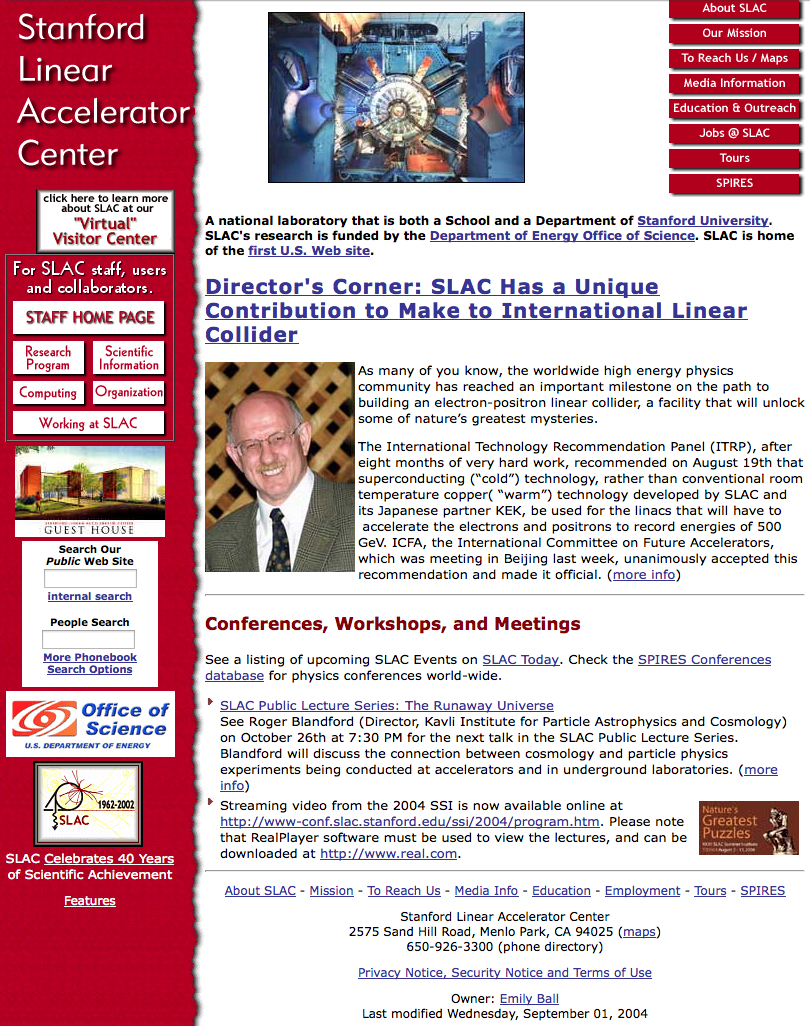 Stanford
Linear
Accelerator
Center
click here to learn more
about SLAC at our
"Virtual"
Visitor Center
For SLAC staff, users
and collaborators.
STAFF HOME PAGE
Research
Program
Scientific
Information
Computing
Organization
Working at SLAC
GUEST HOUSE
Search Our
Public Web Site
internal search
People Search
More Phonebook
Search Options
Office of
Science
U.S. DEPARTMENT OF ENERGY
40
1962-2002
SLAC
SLAC Celebrates 40 Years
of Scientific Achievement
Features
About SLAC
Our Mission
To Reach Us / Maps
Media Information
Education & Outreach
Jobs @ SLAC
Tours
SPIRES
A national laboratory that is both a School and a Department of Stanford University.
SLAC's research is funded by the Department of Energy Office of Science. SLAC is home
of the first U.S. Web site.
Director's Corner: SLAC Has a Unique
Contribution to Make to International Linear
Collider
As many of you know, the worldwide high energy physics
community has reached an important milestone on the path to
building an electron-positron linear collider, a facility that will unlock
some of nature’s greatest mysteries.
The International Technology Recommendation Panel (ITRP), after
eight months of very hard work, recommended on August 19th that
superconducting (“cold”) technology, rather than conventional room
temperature copper( “warm”) technology developed by SLAC and
its Japanese partner KEK, be used for the linacs that will have to
accelerate the electrons and positrons to record energies of 500
GeV. ICFA, the International Committee on Future Accelerators,
which was meeting in Beijing last week, unanimously accepted this
recommendation and made it official. (more info)
Conferences, Workshops, and Meetings
See a listing of upcoming SLAC Events on SLAC Today. Check the SPIRES Conferences
database for physics conferences world-wide.
SLAC Public Lecture Series: The Runaway Universe
See Roger Blandford (Director, Kavli Institute for Particle Astrophysics and Cosmology)
on October 26th at 7:30 PM for the next talk in the SLAC Public Lecture Series.
Blandford will discuss the connection between cosmology and particle physics
experiments being conducted at accelerators and in underground laboratories. (more
info)
Streaming video from the 2004 SSI is now available online at
http://www-conf.slac.stanford.edu/ssi/2004/program.htm. Please note
that RealPlayer software must be used to view the lectures, and can be
downloaded at http://www.real.com.
Nature's
Greatest
Puzzles
About SLAC - Mission - To Reach Us - Media Info - Education - Employment - Tours - SPIRES
Stanford Linear Accelerator Center
2575 Sand Hill Road, Menlo Park, CA 94025 (maps)
650-926-3300 (phone directory)
Privacy Notice, Security Notice and Terms of Use
Owner: Emily Ball
Last modified Wednesday, September 01, 2004